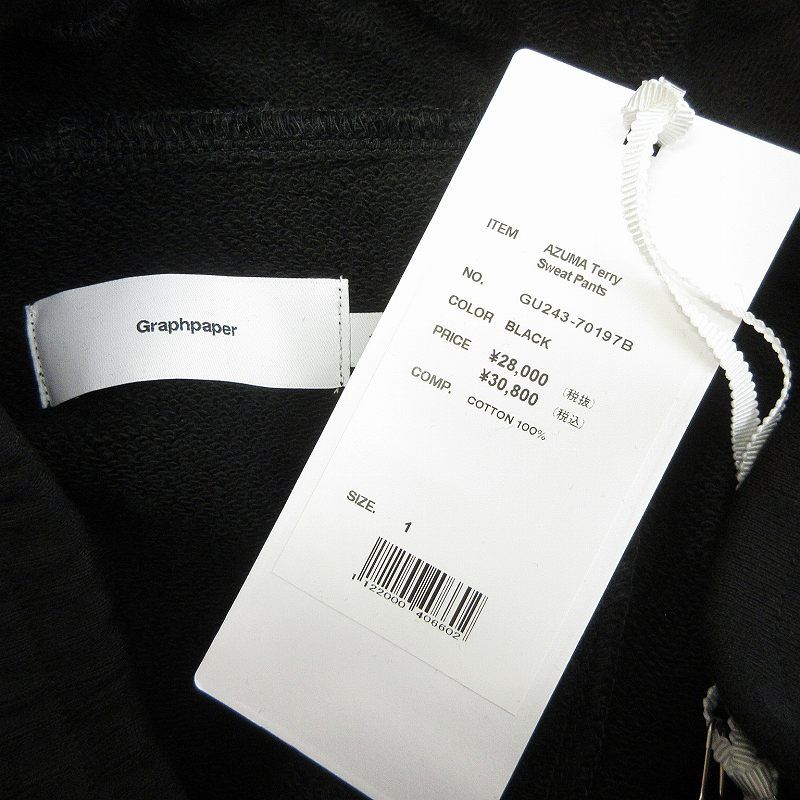 Graphpaper
ITEM AZUMA Terry
Sweat Pants
NO. GU243-70197B
COLOR BLACK
PRICE ¥28,000 (税抜)
¥30,800 (税込)
COMP. COTTON 100%
SIZE. 1
1122000 406602